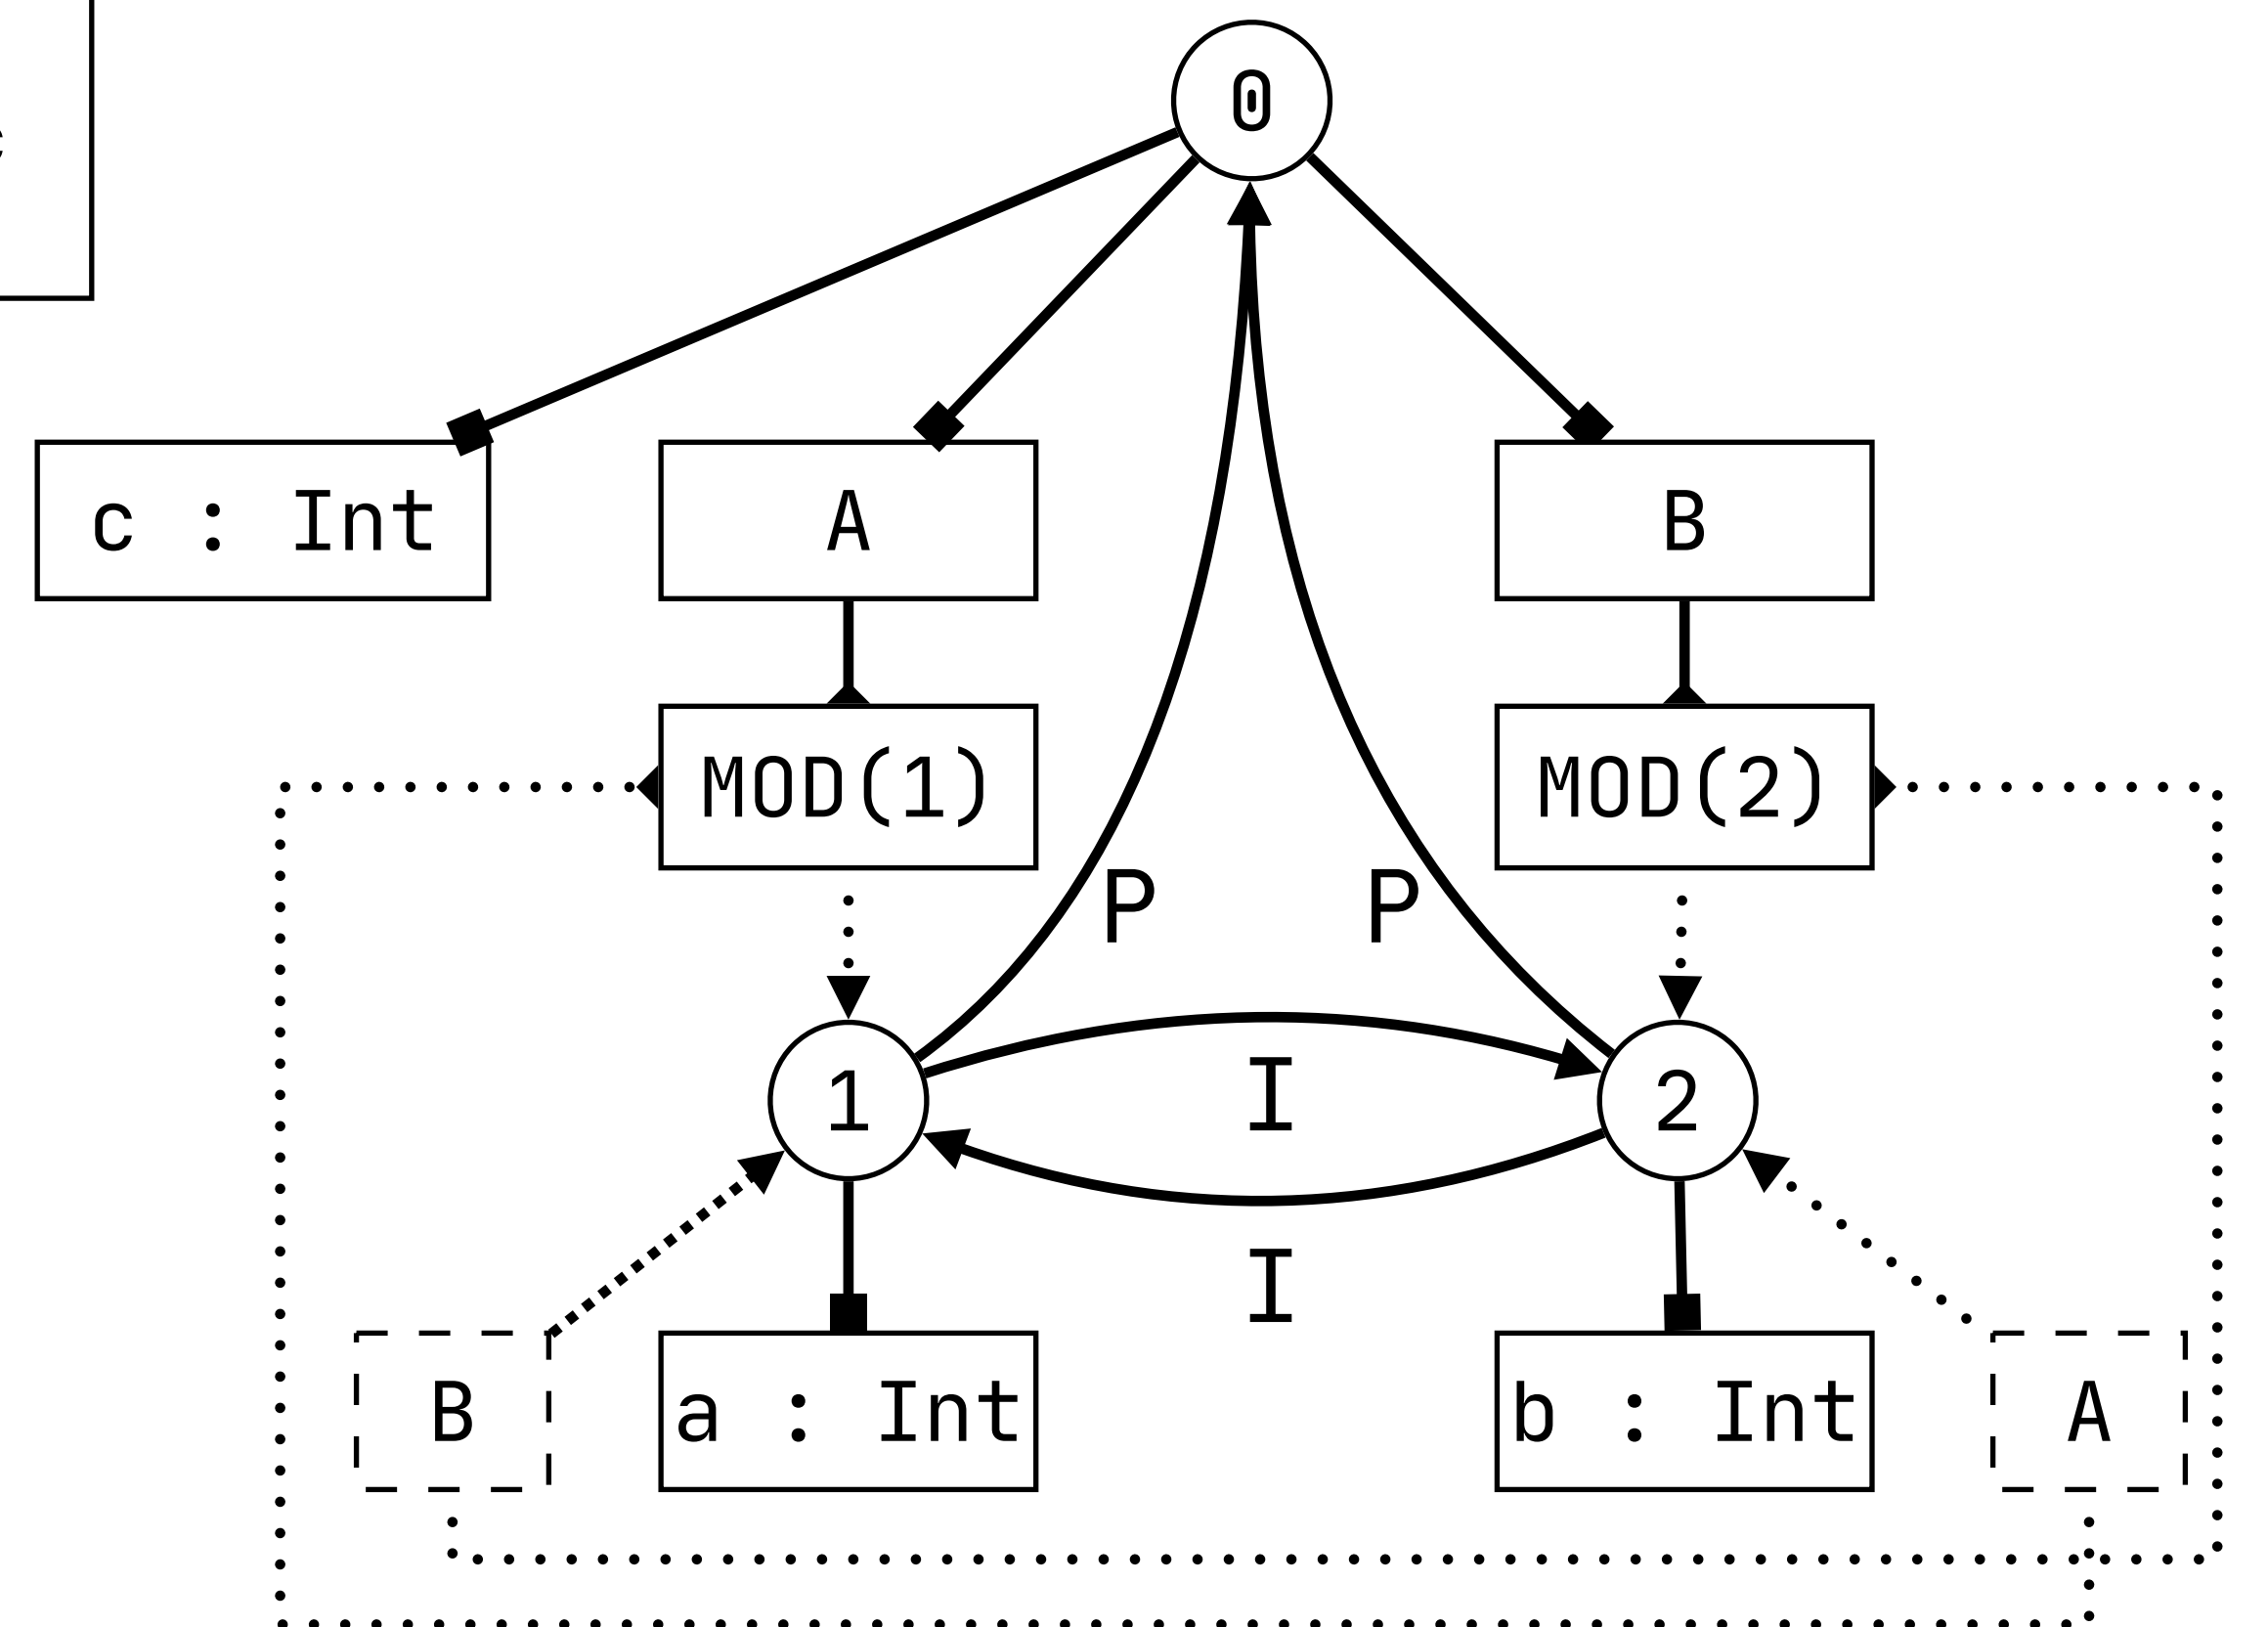 0
c : Int
A
B
MOD(1)
MOD(2)
P
P
1
I
2
I
B
a : Int
b : Int
A